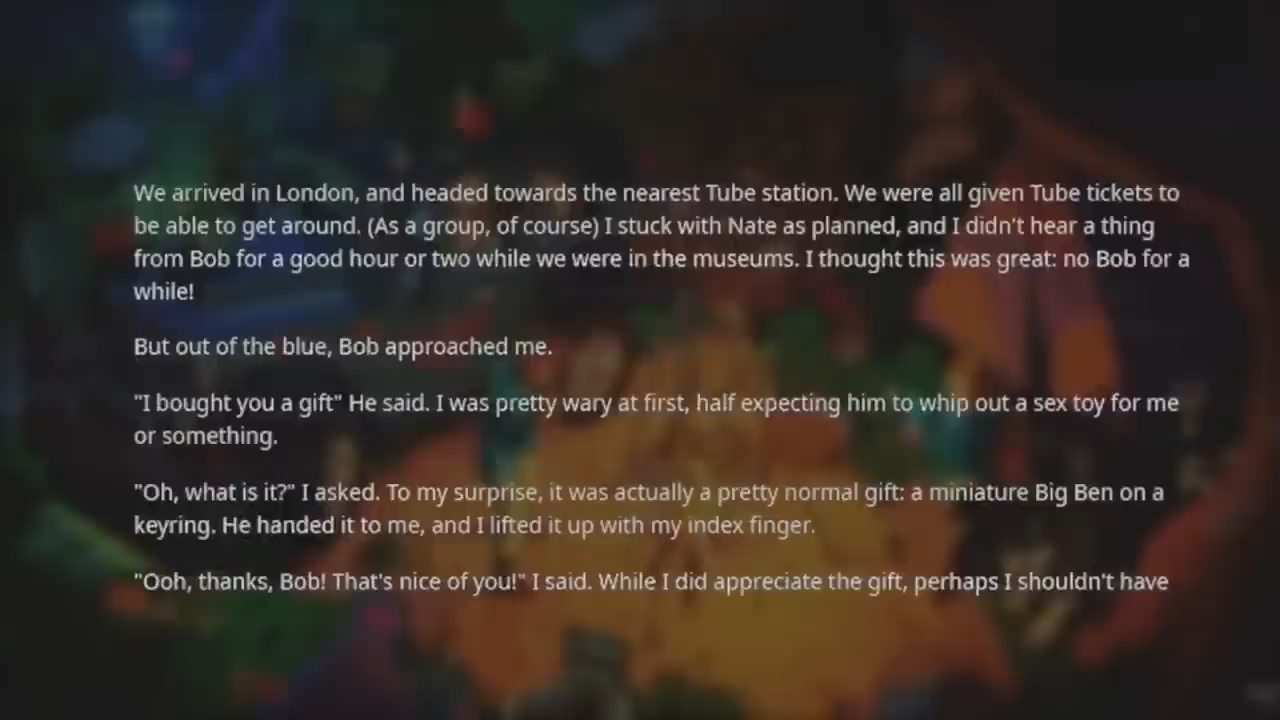 We arrived in London, and headed towards the nearest Tube station. We were all given Tube tickets to
be able to get around. (As a group, of course) I stuck with Nate as planned, and I didn't hear a thing
from Bob for a good hour or two while we were in the museums. I thought this was great: no Bob for a
while!
But out of the blue, Bob approached me.
"I bought you a gift" He said. I was pretty wary at first, half expecting him to whip out a sex toy for me
or something.
"Oh, what is it?" I asked. To my surprise, it was actually a pretty normal gift: a miniature Big Ben on a
keyring. He handed it to me, and I lifted it up with my index finger.
"Ooh, thanks, Bob! That's nice of you!" I said. While I did appreciate the gift, perhaps I shouldn't have